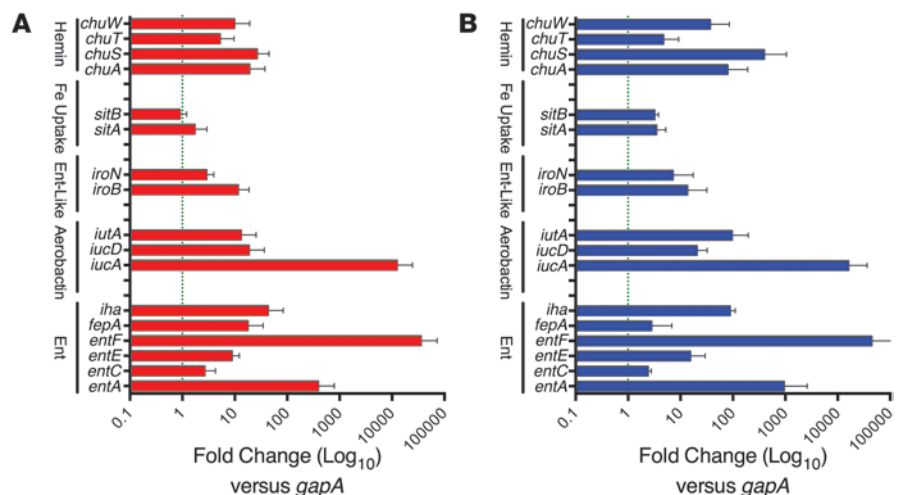 A
Hemin
chuW
chuT
chuS
chuA
Fe Uptake
sitB
sitA
Ent-Like
iroN
iroB
Aerobactin
iutA
iucD
iucA
Ent
iha
fepA
entF
entE
entC
entA
0.1 1 10 100 1000 10000 100000
Fold Change (Log10)
versus gapA
B
Hemin
chuW
chuT
chuS
chuA
Fe Uptake
sitB
sitA
Ent-Like
iroN
iroB
Aerobactin
iutA
iucD
iucA
Ent
iha
fepA
entF
entE
entC
entA
0.1 1 10 100 1000 10000 100000
Fold Change (Log10)
versus gapA